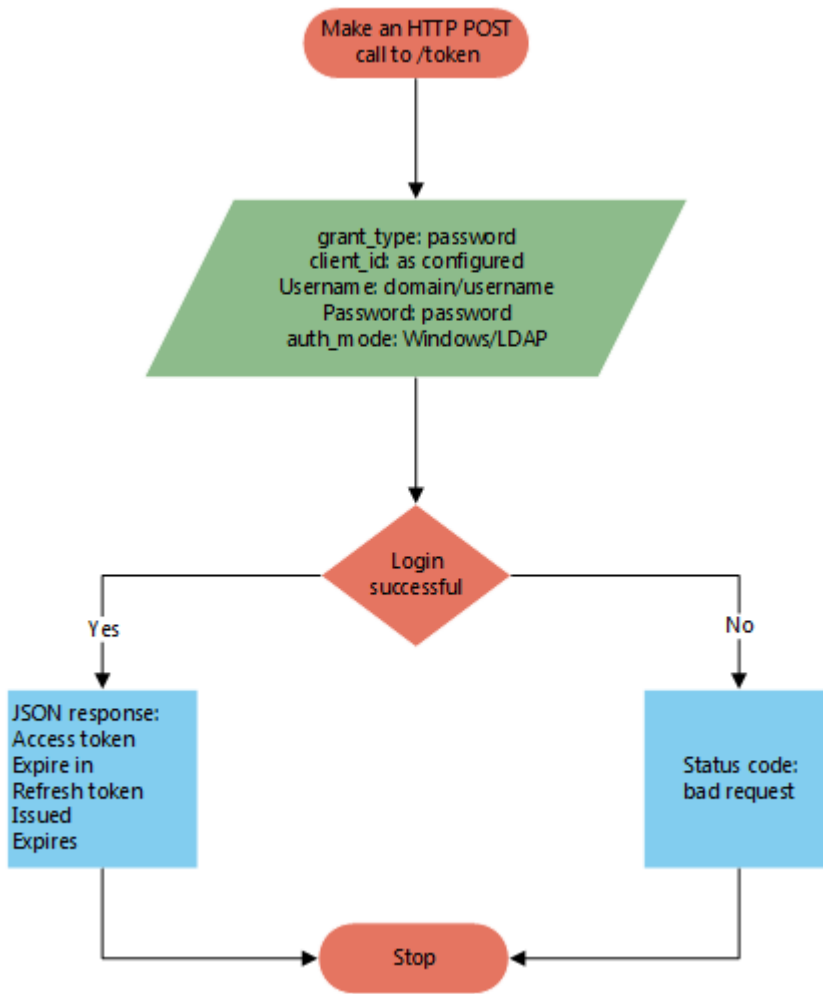 Make an HTTP POST
call to /token
grant_type: password
client_id: as configured
Username: domain/username
Password: password
auth_mode: Windows/LDAP
Login
successful
Yes
No
JSON response:
Access token
Expire in
Refresh token
Issued
Expires
Status code:
bad request
Stop